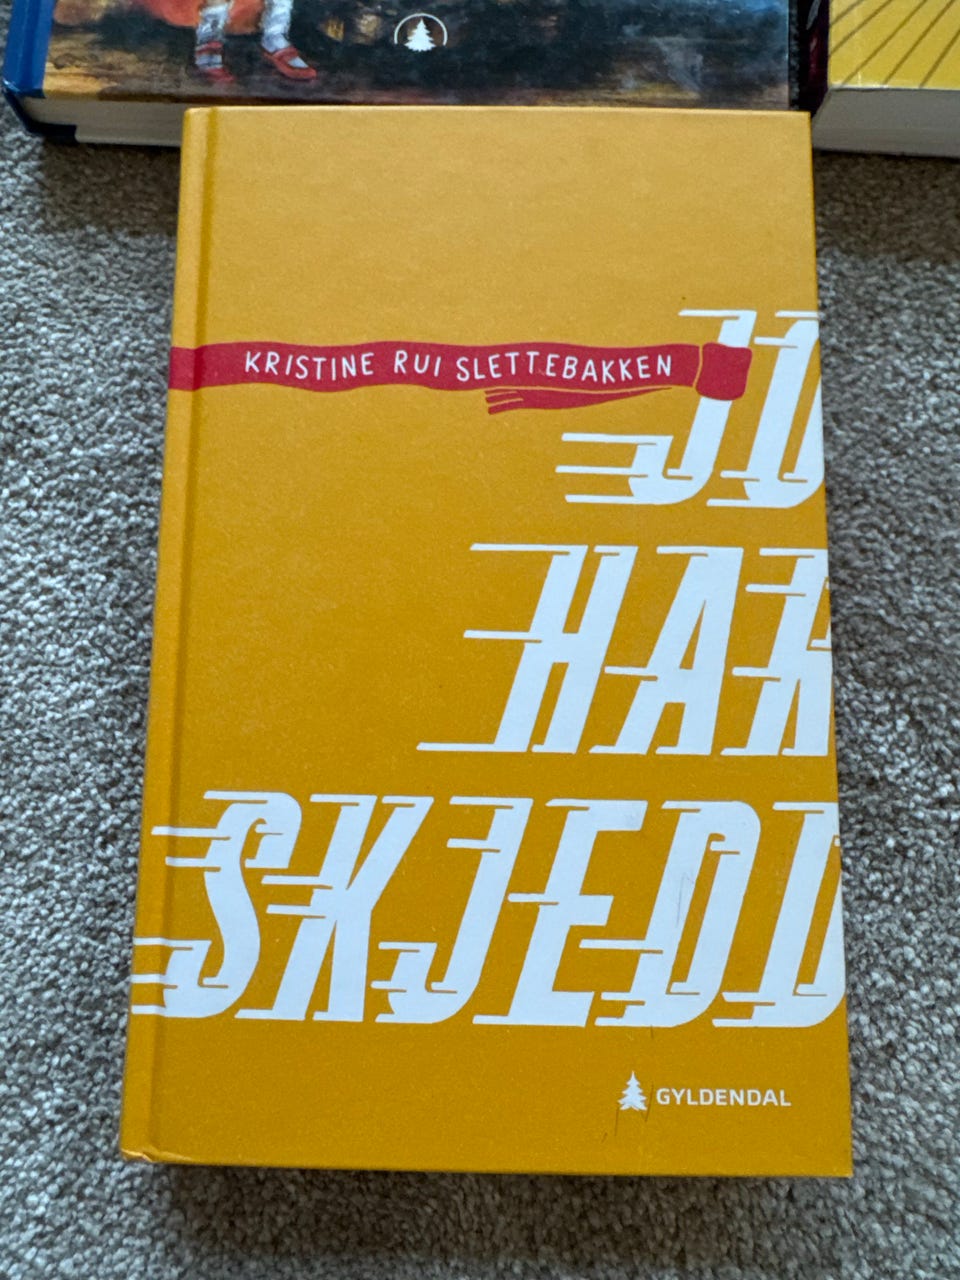 KRISTINE RUI SLETTEBAKKEN
JO
HAR
SKJEDD
GYLDENDAL